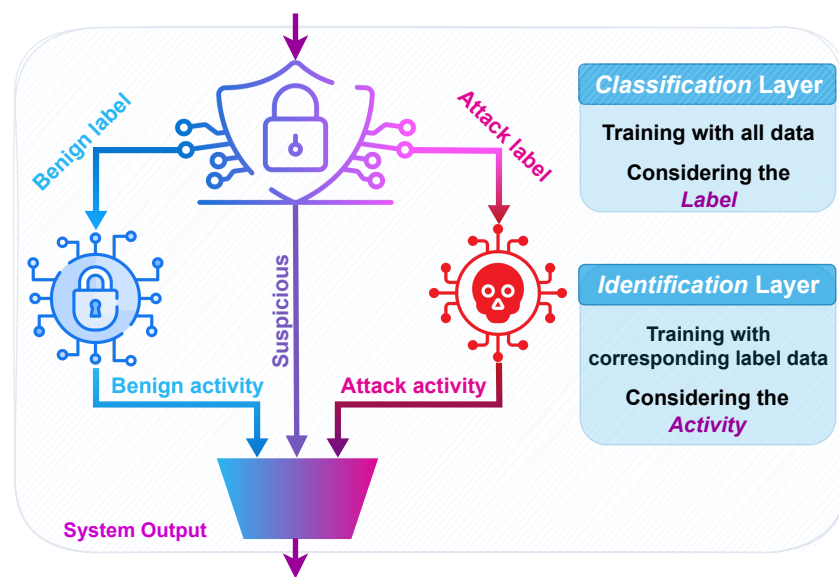 Benign label
Attack label
Suspicious
Benign activity
Attack activity
System Output
Classification Layer
Training with all data
Considering the
Label
Identification Layer
Training with
corresponding label data
Considering the
Activity